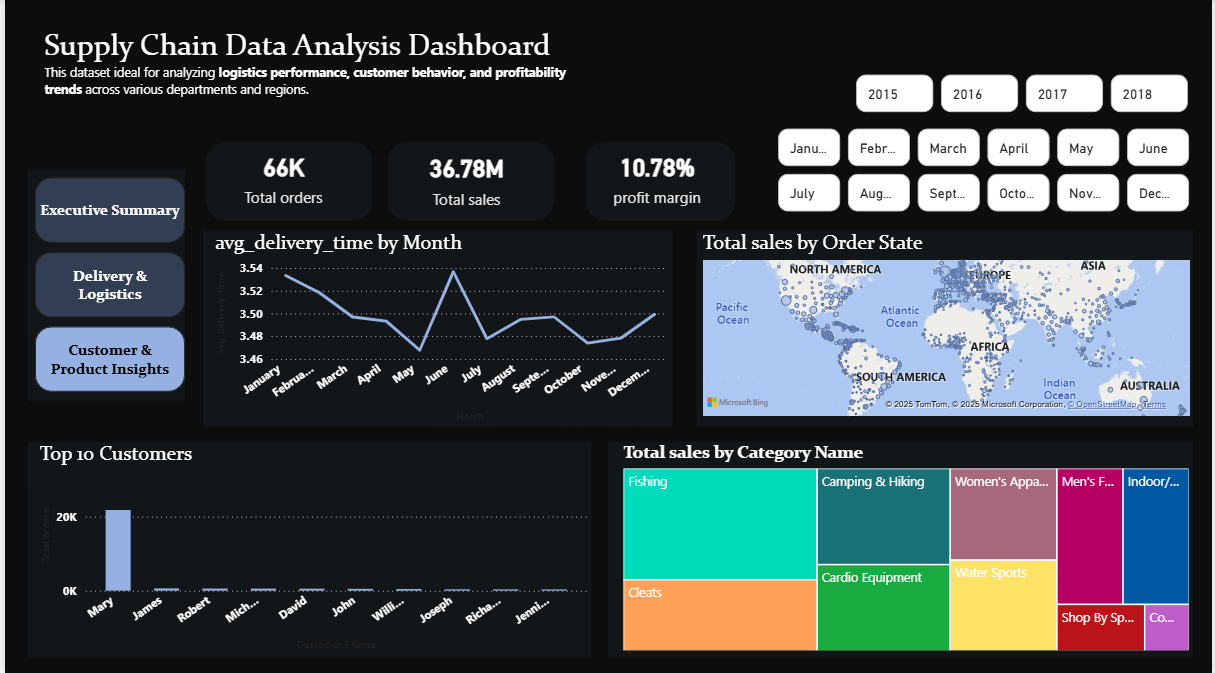 Supply Chain Data Analysis Dashboard
This dataset ideal for analyzing logistics performance, customer behavior, and profitability
trends across various departments and regions.
2015
2016
2017
2018
Janu...
Febr...
March
April
May
June
July
Aug...
Sept...
Octo...
Nov...
Dec...
66K
Total orders
36.78M
Total sales
10.78%
profit margin
Executive Summary
Delivery &
Logistics
Customer &
Product Insights
avg_delivery_time by Month
avg_delivery_time
3.54
3.52
3.50
3.48
3.46
January
Februa...
March
April
May
June
July
August
Septe...
October
Nove...
Decem...
Month
Total sales by Order State
NORTH AMERICA
EUROPE
ASIA
Pacific
Ocean
Atlantic
Ocean
AFRICA
SOUTH AMERICA
Indian
Ocean
AUSTRALIA
Microsoft Bing
© 2025 TomTom, © 2025 Microsoft Corporation, © OpenStreetMap Terms
Top 10 Customers
Total orders
20K
0K
Mary
James
Robert
Mich...
David
John
Willi...
Joseph
Richa...
Jenni...
Customer Fname
Total sales by Category Name
Fishing
Camping & Hiking
Women's Appa...
Men's F...
Indoor/...
Cleats
Cardio Equipment
Water Sports
Shop By Sp...
Co...